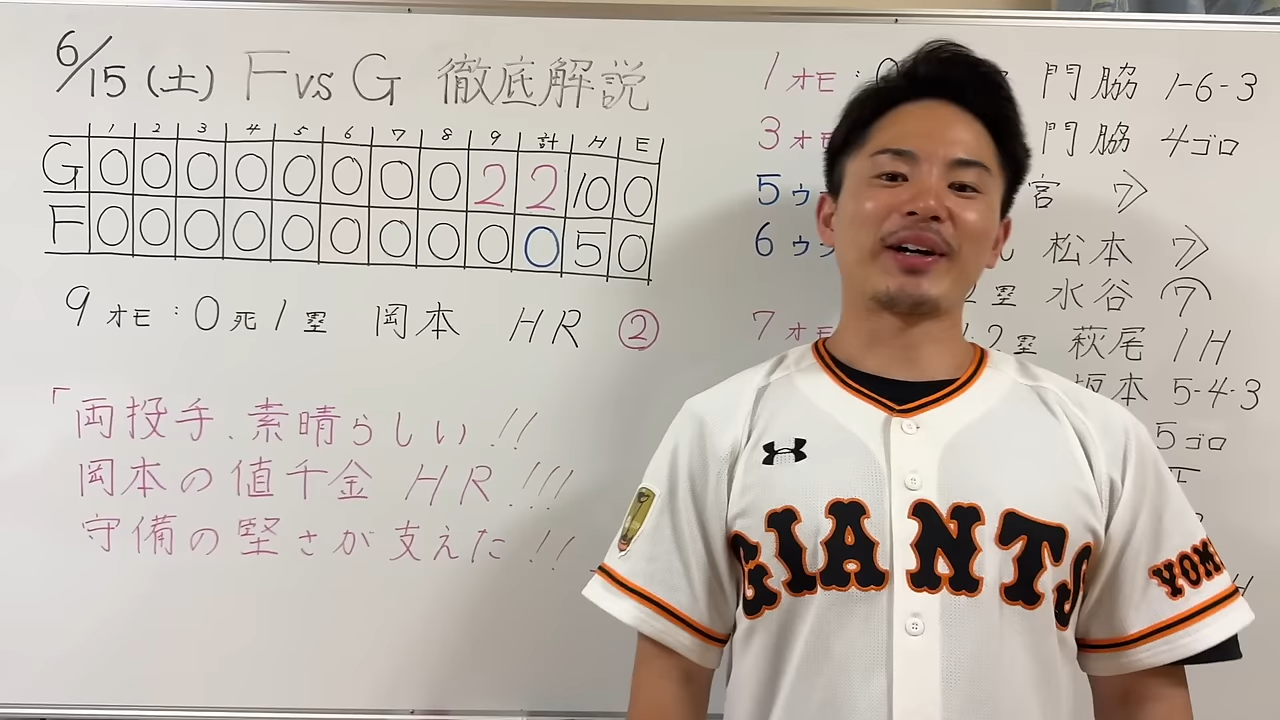 6/15(土) F vs G 徹底解説
1 2 3 4 5 6 7 8 9 計 H E
G 0 0 0 0 0 0 0 0 2 2 10 0
F 0 0 0 0 0 0 0 0 0 0 5 0
9オモ:0死1塁 岡本 HR ②
「両投手、素晴らしい!!
岡本の値千金 HR!!!
守備の堅さが支えた!!
1オモ: 門脇 1-6-3
3オモ 門脇 4ゴロ
5ウ 宮 7>
6ウ 松本 7>
2塁 水谷 7
7オモ 1.2塁 萩尾 1H
坂本 5-4-3
5ゴロ
GIANTS
YOM